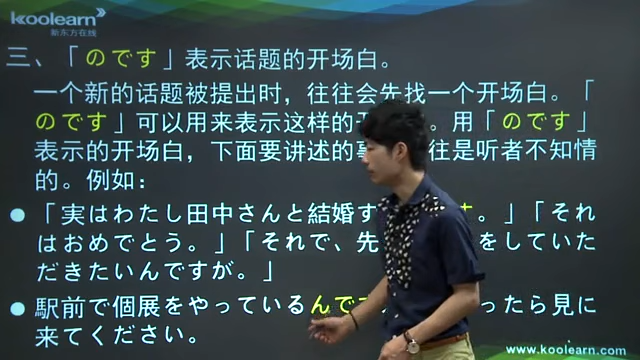 koolearn
新东方在线
三、「のです」表示话题的开场白。
一个新的话题被提出时，往往会先找一个开场白。「
のです」可以用来表示这样的开 。用「のです」
表示的开场白，下面要讲述的 往是听者不知情
的。例如：
●「実はわたし田中さんと結婚す 。」「それ
はおめでとう。」「それで、先 をしていた
だきたいんですが。」
●駅前で個展をやっているんです ったら見に
来てください。
www.koolearn.com